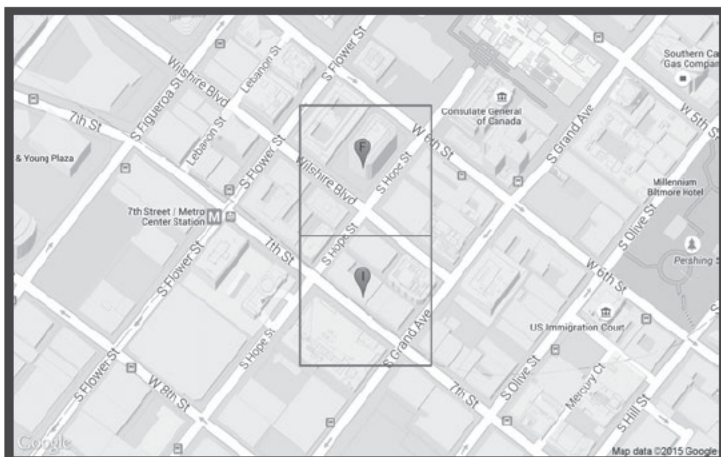 S Figueroa St
Lebanon St
S Flower St
Wilshire Blvd
7th St
Southern Ca
Gas Compan
W 5th St
Consulate General
of Canada
W 6th St
S Grand Ave
F
Lebanon St
S Flower St
& Young Plaza
S Hope St
Wilshire Blvd
Millennium
Biltmore Hotel
7th Street / Metro
Center Station
M
S Hope St
S Olive St
7th St
Pershing S
S Flower St
W 6th St
US Immigration Court
S Hope St
S Grand Ave
S Flower St
W 8th St
7th St
S Olive St
Mercury Ct
S Hill St
Google
Map data ©2015 Google